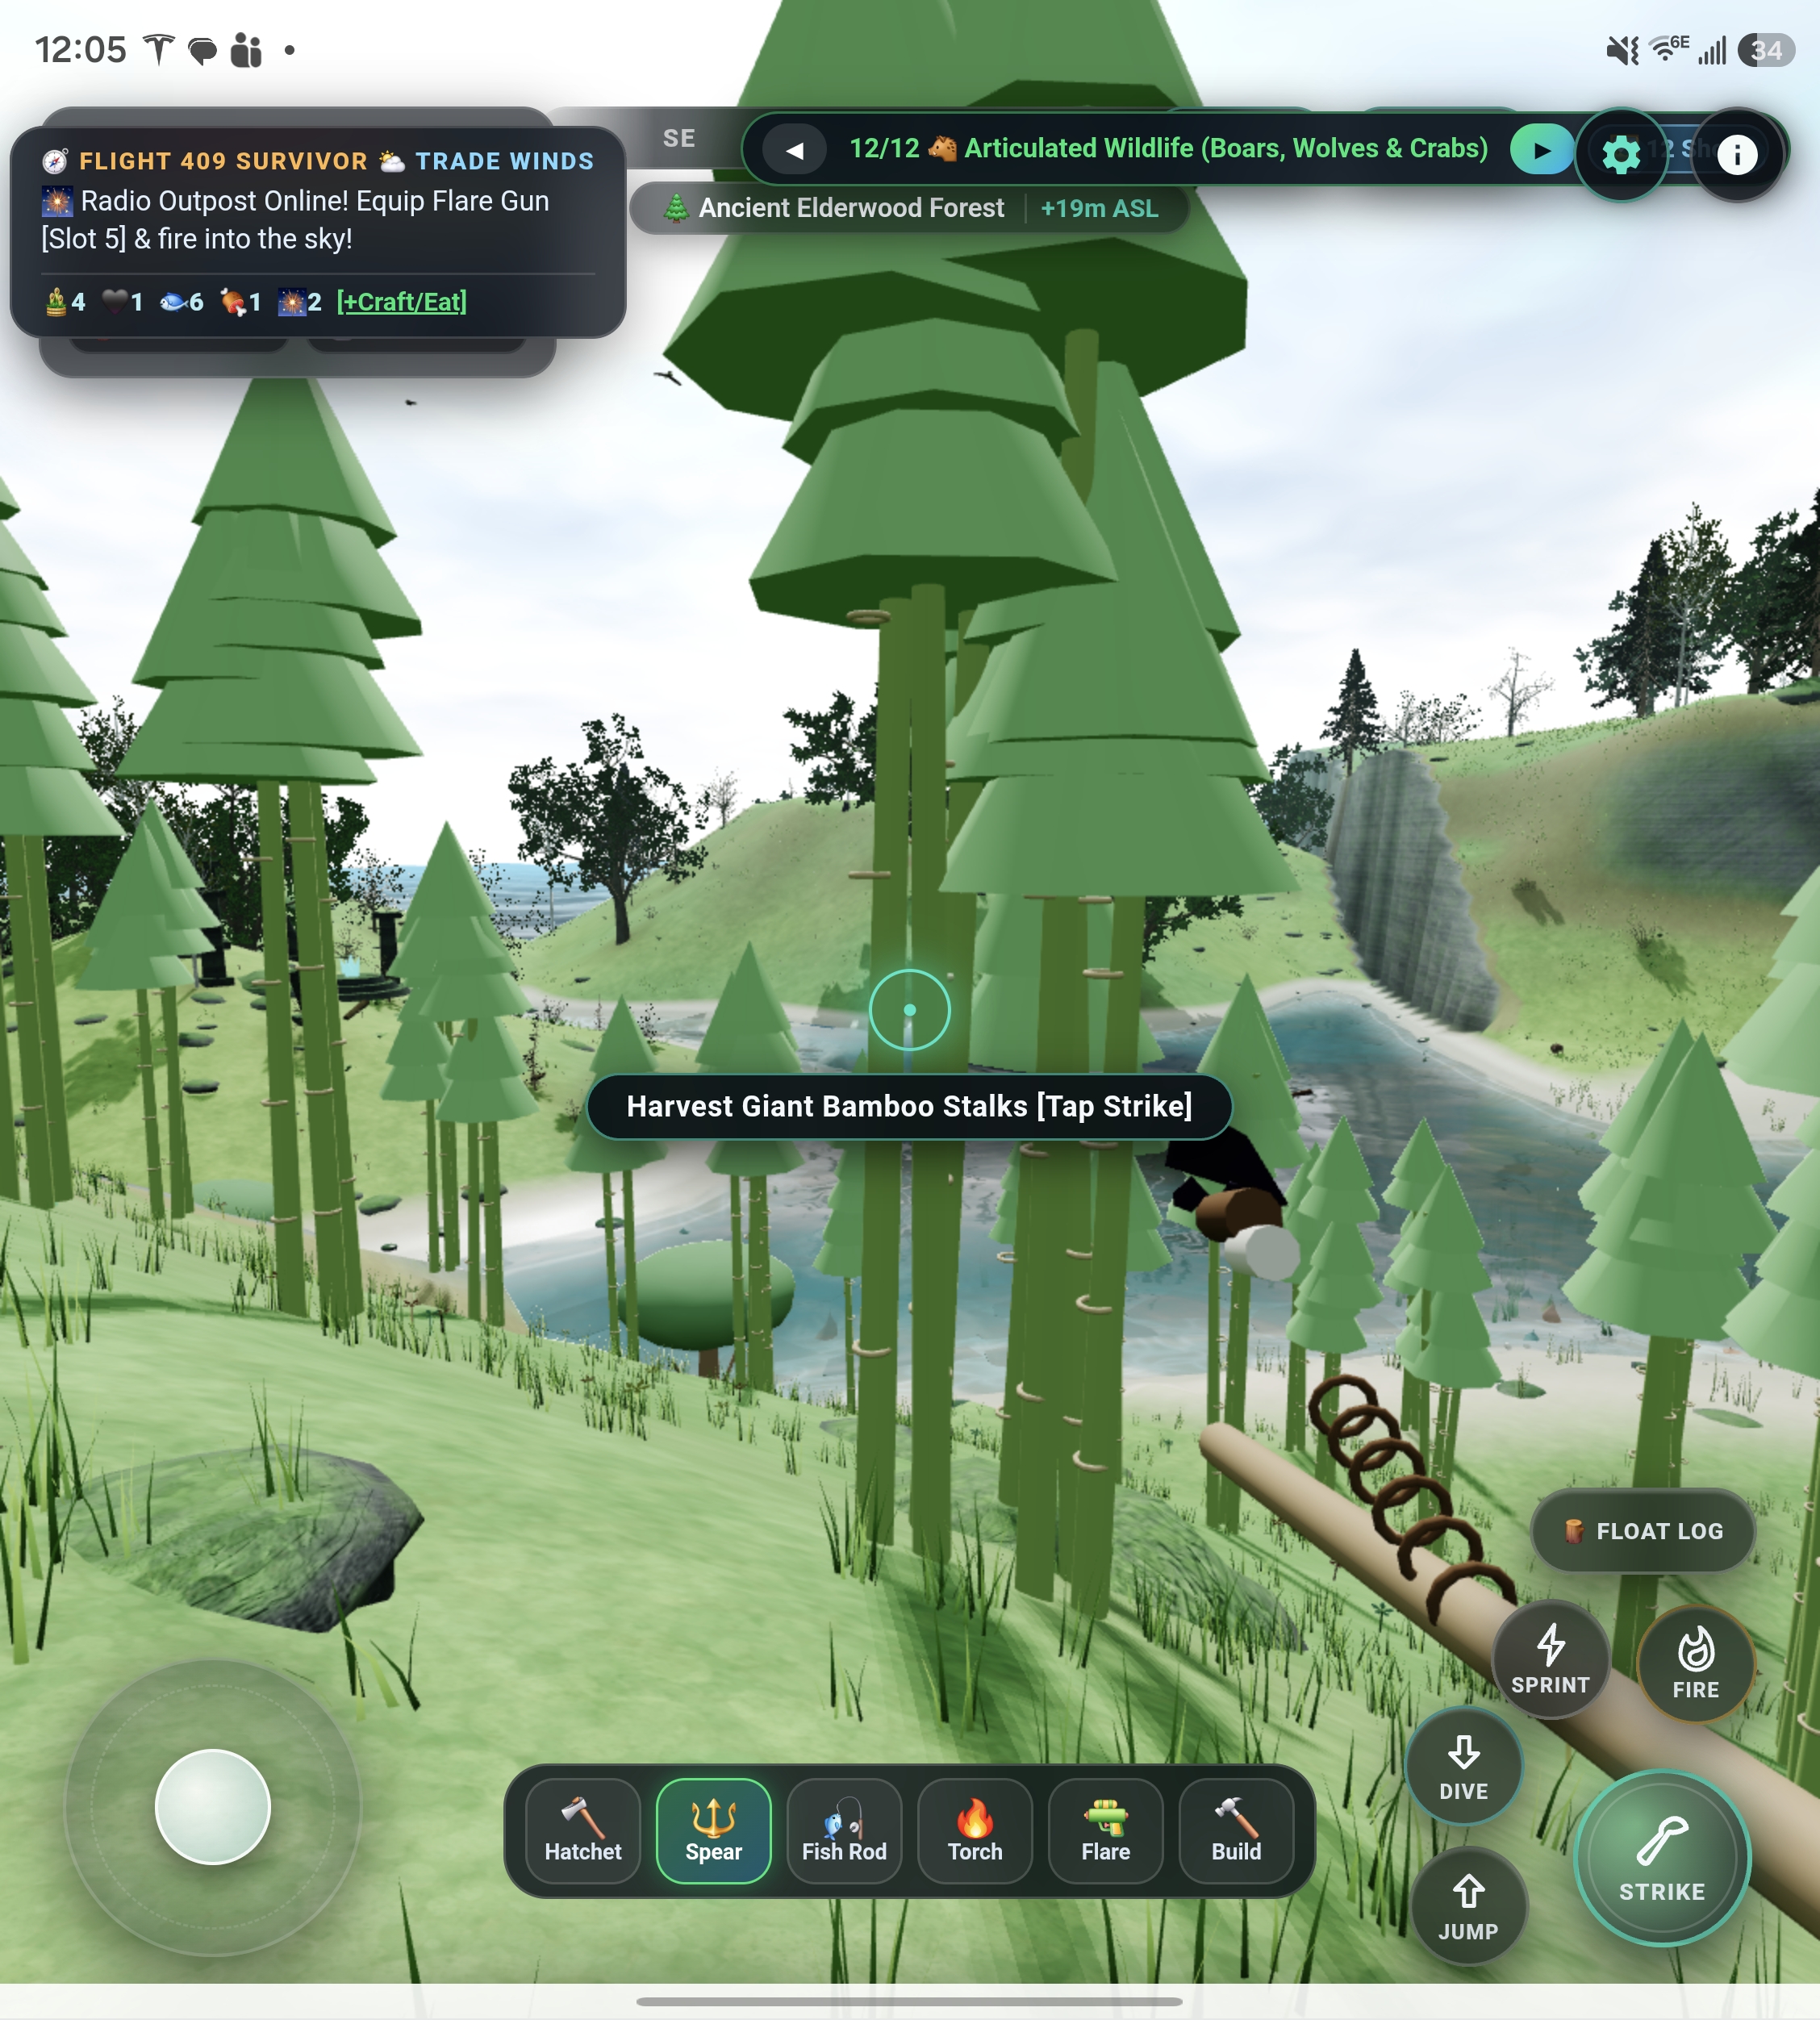 12:05
6E
34
FLIGHT 409 SURVIVOR TRADE WINDS
Radio Outpost Online! Equip Flare Gun
[Slot 5] & fire into the sky!
4 1 6 1 2 [+Craft/Eat]
SE
12/12 Articulated Wildlife (Boars, Wolves & Crabs)
Ancient Elderwood Forest
+19m ASL
Harvest Giant Bamboo Stalks [Tap Strike]
FLOAT LOG
SPRINT
FIRE
DIVE
STRIKE
JUMP
Hatchet
Spear
Fish Rod
Torch
Flare
Build